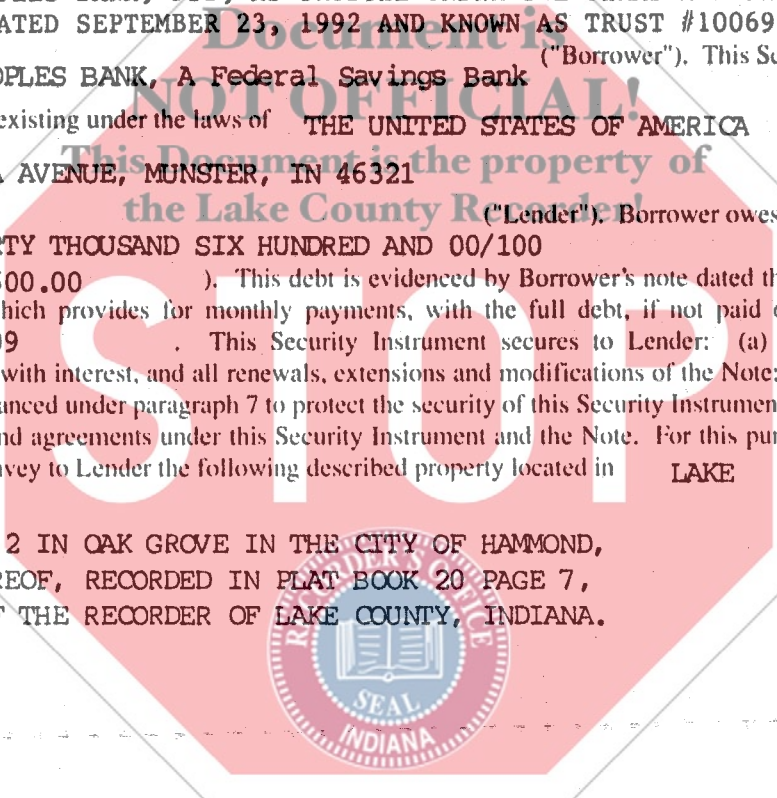 ATED SEPTEMBER 23, 1992 AND KNOWN AS TRUST #10069
Document is
("Borrower"). This Se
OPLES BANK, A Federal Savings Bank
NOT OFFICIAL!
existing under the laws of THE UNITED STATES OF AMERICA
This Document is the property of
A AVENUE, MUNSTER, IN 46321
the Lake County Recorder!
("Lender"). Borrower owes
RTY THOUSAND SIX HUNDRED AND 00/100
500.00 ). This debt is evidenced by Borrower's note dated th
hich provides for monthly payments, with the full debt, if not paid
09 . This Security Instrument secures to Lender: (a)
with interest, and all renewals, extensions and modifications of the Note;
anced under paragraph 7 to protect the security of this Security Instrumen
nd agreements under this Security Instrument and the Note. For this pur
vey to Lender the following described property located in LAKE
STOP
2 IN OAK GROVE IN THE CITY OF HAMMOND,
REOF, RECORDED IN PLAT BOOK 20 PAGE 7,
F THE RECORDER OF LAKE COUNTY, INDIANA.
RECORDER'S OFFICE
SEAL
INDIANA